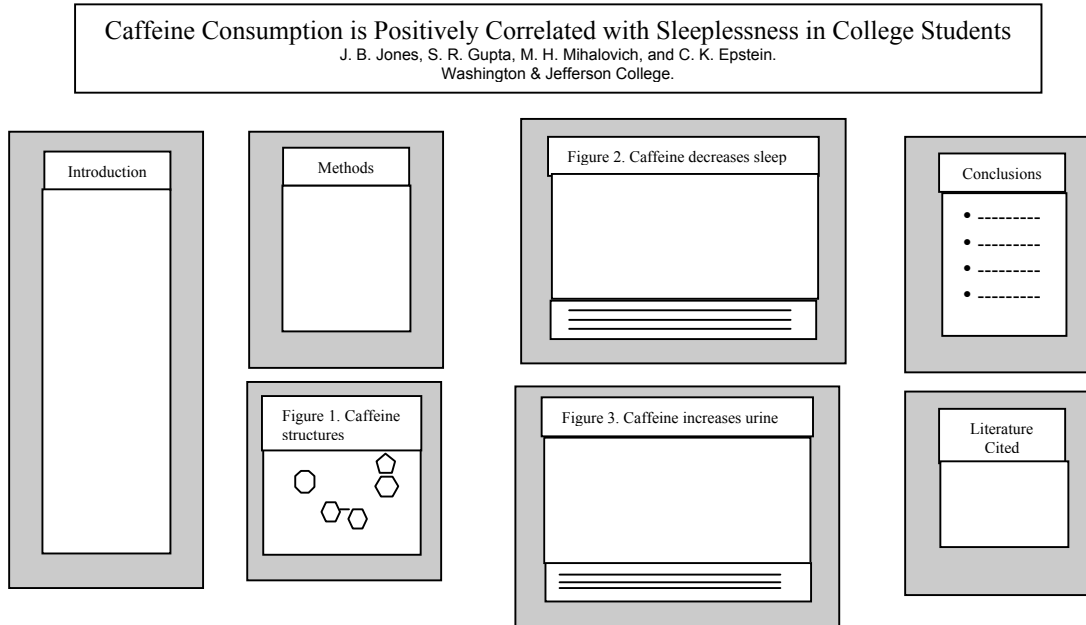 Caffeine Consumption is Positively Correlated with Sleeplessness in College Students
J. B. Jones, S. R. Gupta, M. H. Mihalovich, and C. K. Epstein.
Washington & Jefferson College.
Introduction
Methods
Figure 1. Caffeine
structures
Figure 2. Caffeine decreases sleep
Figure 3. Caffeine increases urine
Conclusions
• ---------
• ---------
• ---------
• ---------
Literature
Cited